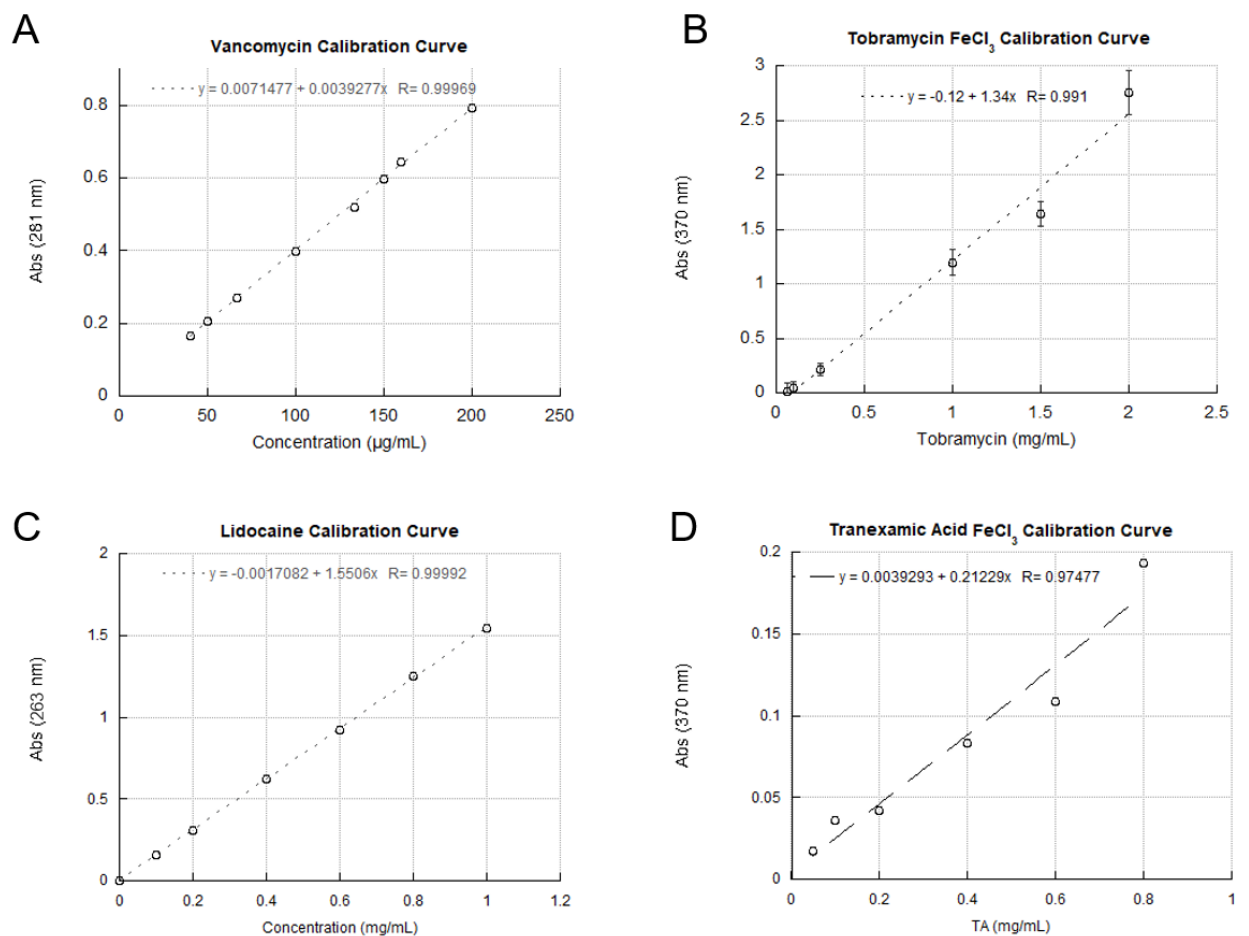 A
Vancomycin Calibration Curve
y = 0.0071477 + 0.0039277x R= 0.99969
0.8
0.6
0.4
0.2
0
0 50 100 150 200 250
Abs (281 nm)
Concentration (µg/mL)
B
Tobramycin FeCl₃ Calibration Curve
y = -0.12 + 1.34x R= 0.991
3
2.5
2
1.5
1
0.5
0
0 0.5 1 1.5 2 2.5
Abs (370 nm)
Tobramycin (mg/mL)
C
Lidocaine Calibration Curve
y = -0.0017082 + 1.5506x R= 0.99992
2
1.5
1
0.5
0
0 0.2 0.4 0.6 0.8 1 1.2
Abs (263 nm)
Concentration (mg/mL)
D
Tranexamic Acid FeCl₃ Calibration Curve
y = 0.0039293 + 0.21229x R= 0.97477
0.2
0.15
0.1
0.05
0
0 0.2 0.4 0.6 0.8 1
Abs (370 nm)
TA (mg/mL)